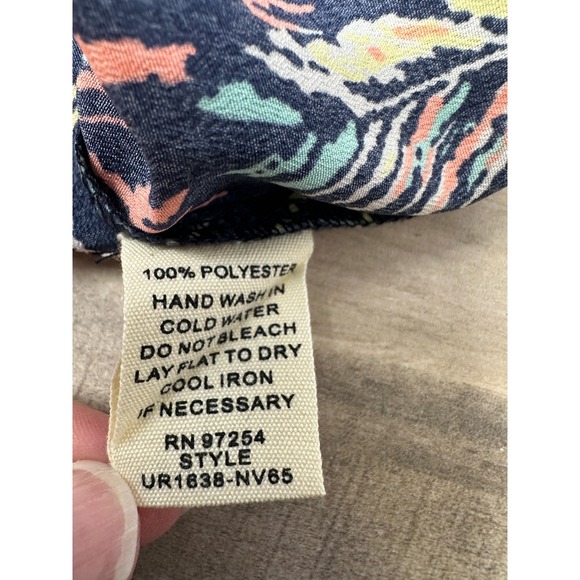 100% POLYESTER
HAND WASH IN
COLD WATER
DO NOT BLEACH
LAY FLAT TO DRY
COOL IRON
IF NECESSARY
RN 97254
STYLE
UR1638-NV65